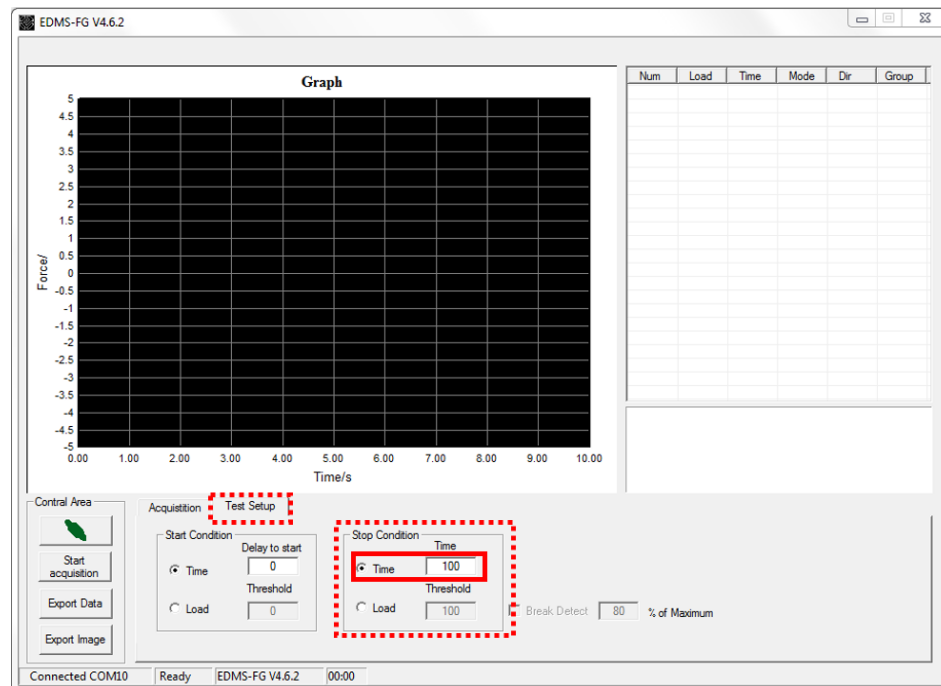 EDMS-FG V4.6.2
Graph
Num Load Time Mode Dir Group
5
4.5
4
3.5
3
2.5
2
1.5
1
0.5
0
-0.5
-1
-1.5
-2
-2.5
-3
-3.5
-4
-4.5
-5
Force/
0.00 1.00 2.00 3.00 4.00 5.00 6.00 7.00 8.00 9.00 10.00
Time/s
Contral Area
Start acquisition
Export Data
Export Image
Acquistition Test Setup
Start Condition
Delay to start
Time 0
Threshold
Load 0
Stop Condition
Time
Time 100
Threshold
Load 100
Break Detect 80 % of Maximum
Connected COM10 Ready EDMS-FG V4.6.2 00:00